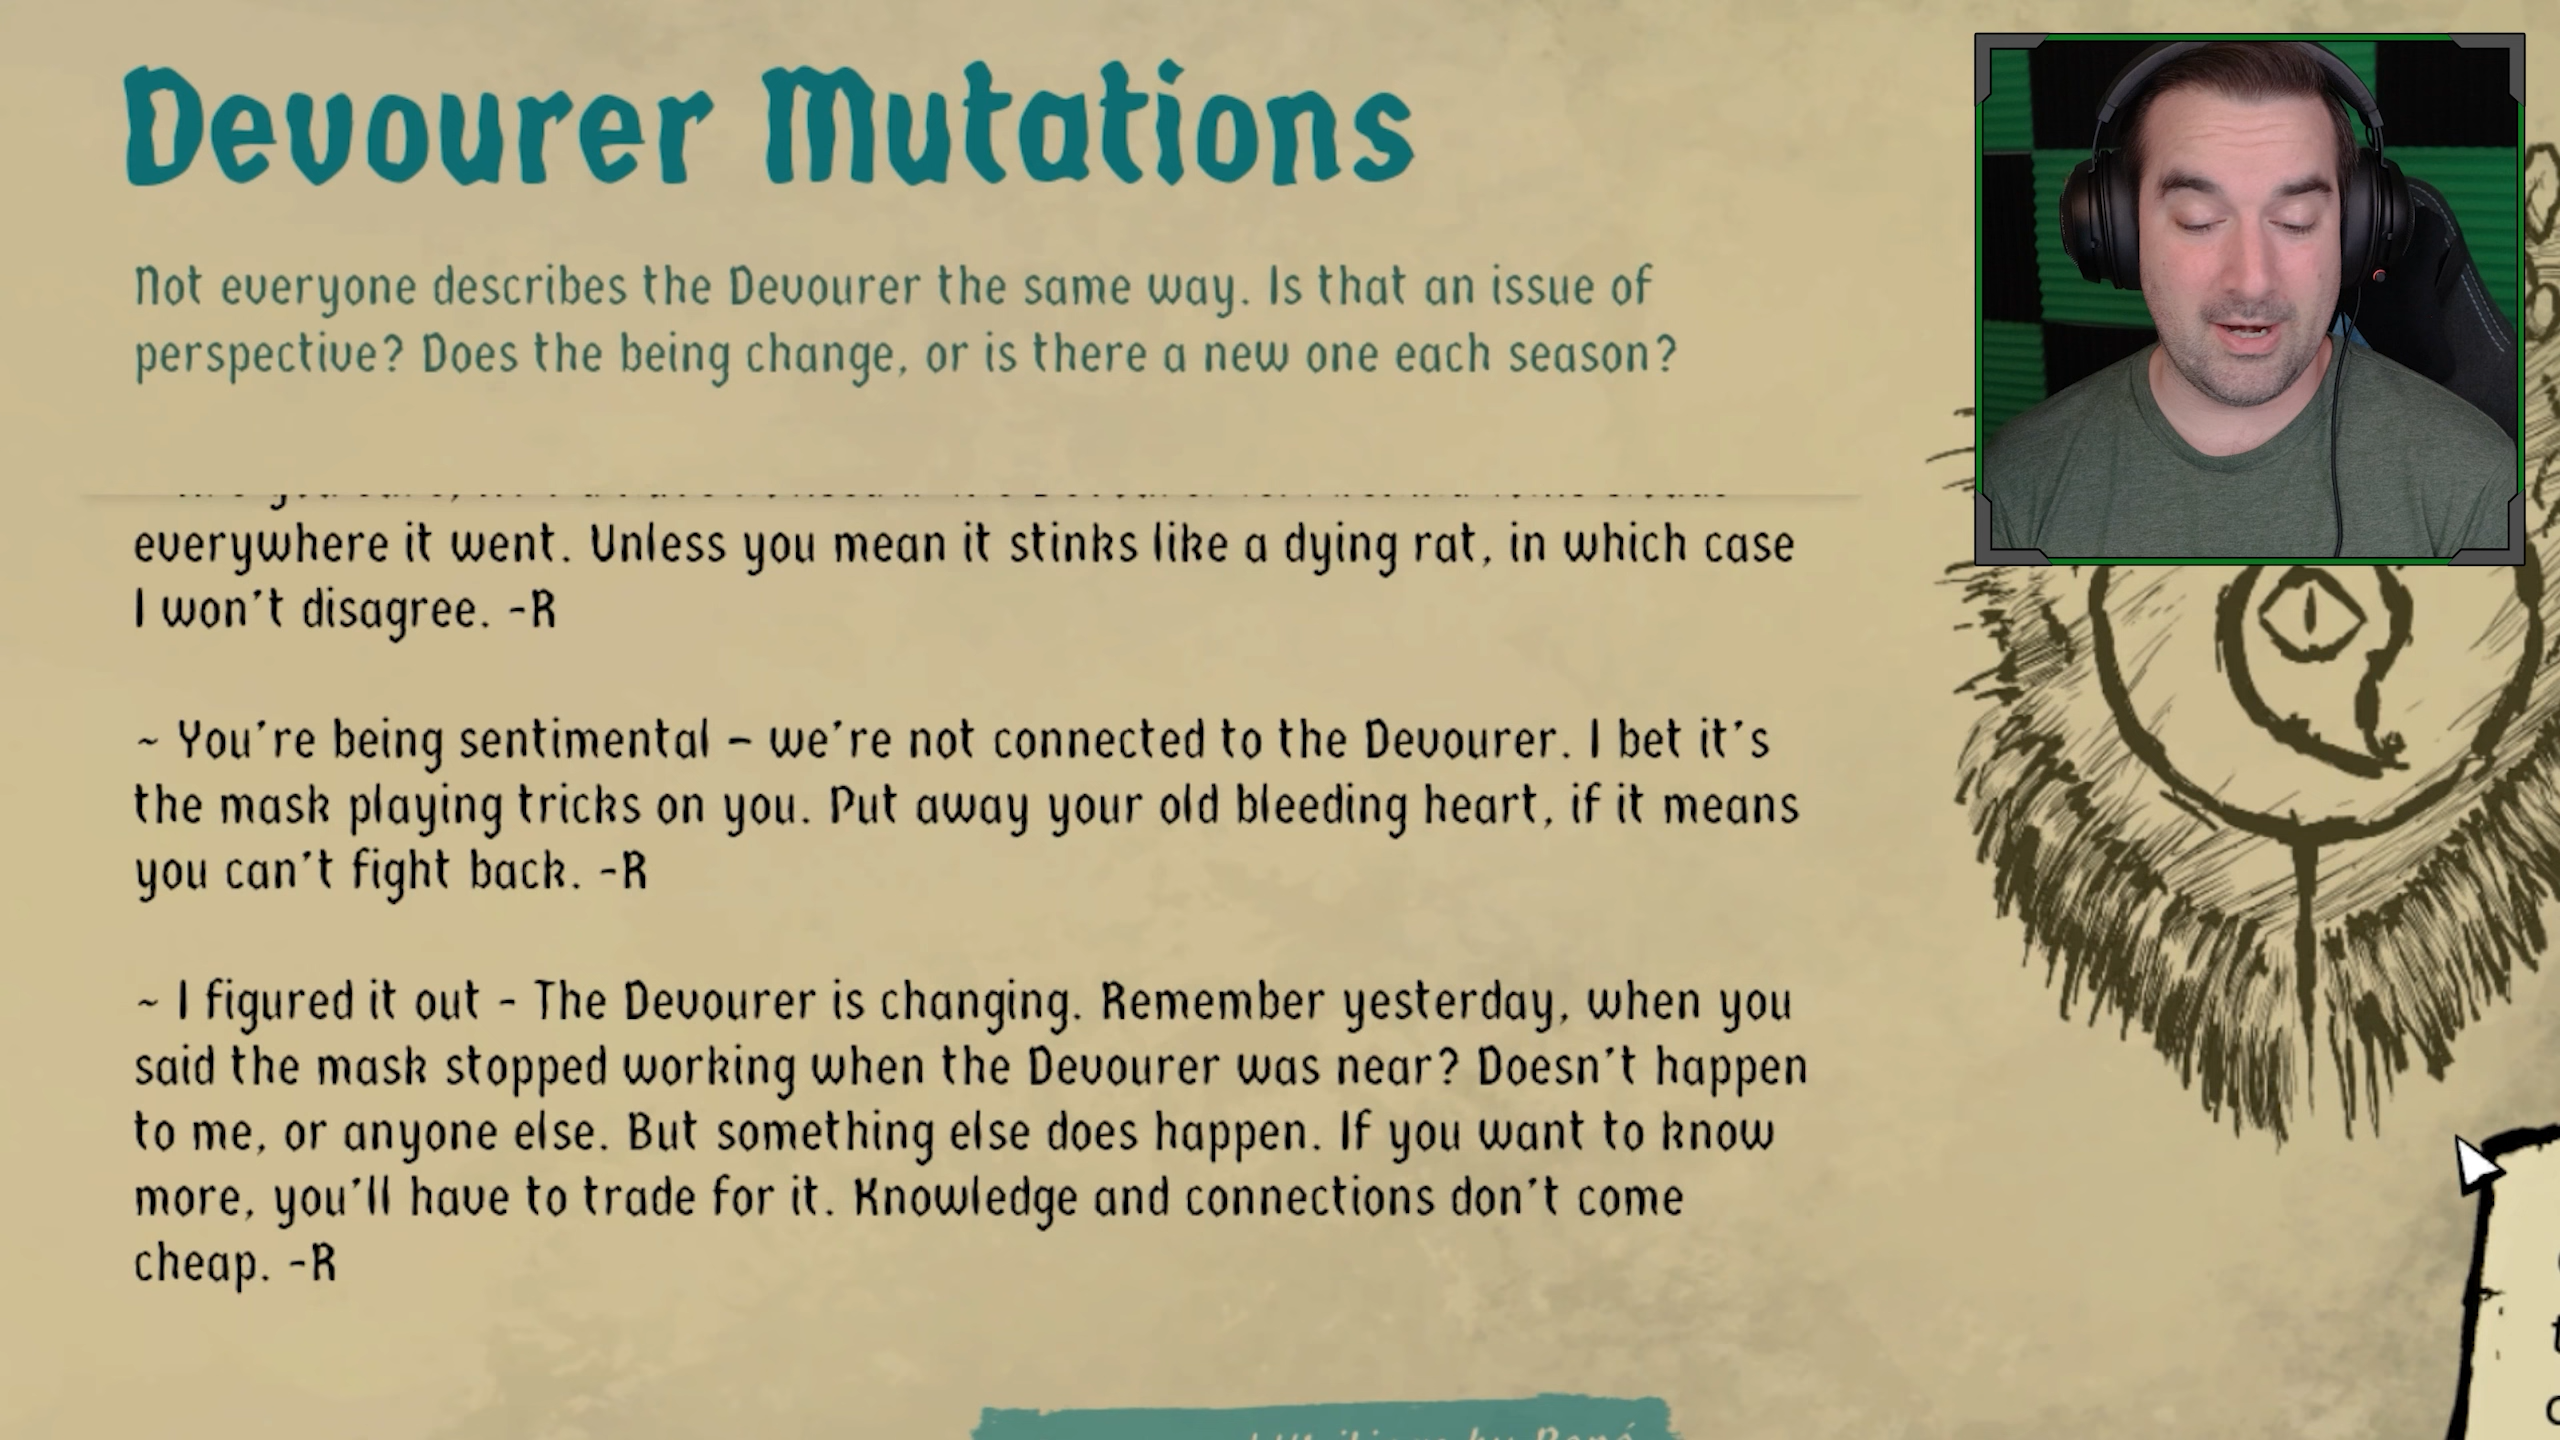 Devourer Mutations
Not everyone describes the Devourer the same way. Is that an issue of
perspective? Does the being change, or is there a new one each season?
everywhere it went. Unless you mean it stinks like a dying rat, in which case
I won't disagree. -R
~ You're being sentimental – we're not connected to the Devourer. I bet it's
the mask playing tricks on you. Put away your old bleeding heart, if it means
you can't fight back. -R
~ I figured it out - The Devourer is changing. Remember yesterday, when you
said the mask stopped working when the Devourer was near? Doesn't happen
to me, or anyone else. But something else does happen. If you want to know
more, you'll have to trade for it. Knowledge and connections don't come
cheap. -R